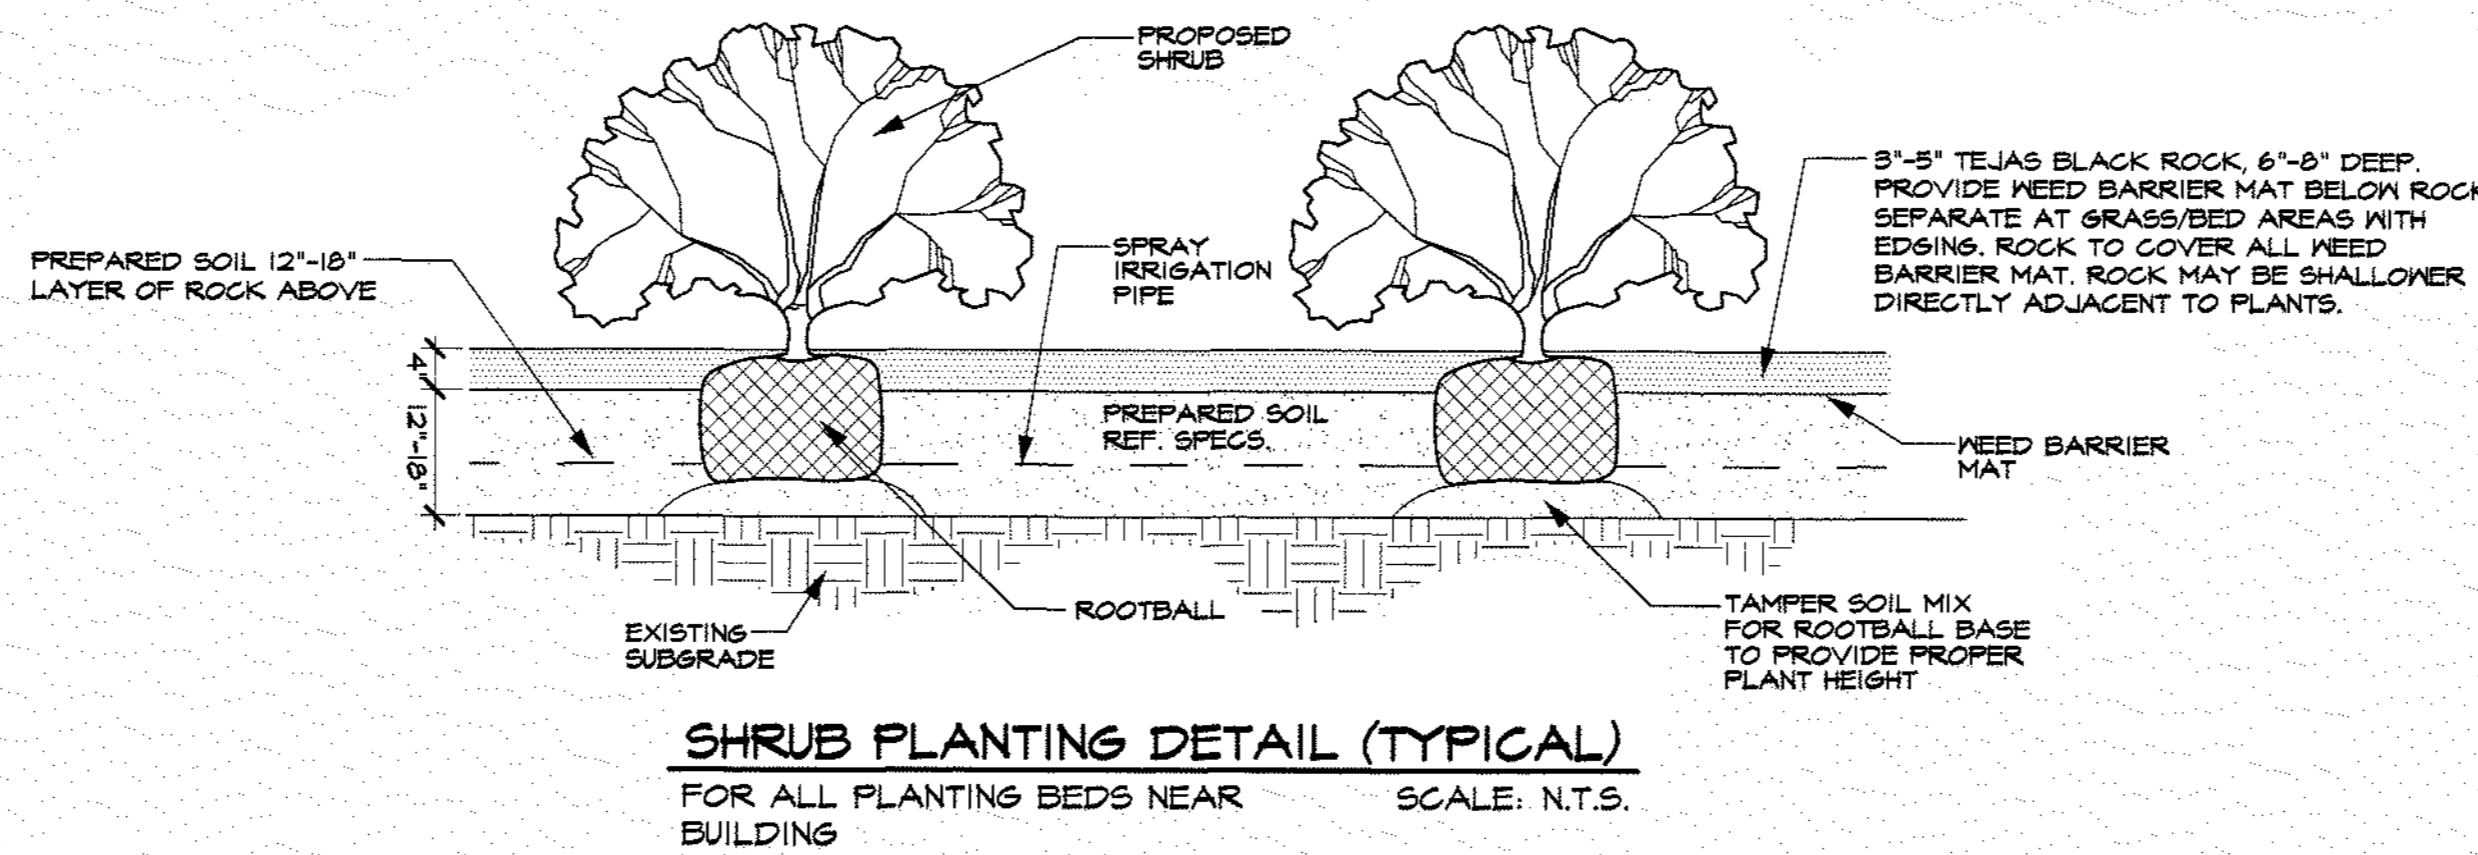 PROPOSED
SHRUB
3"-5" TEJAS BLACK ROCK, 6"-8" DEEP.
PROVIDE WEED BARRIER MAT BELOW ROCK
SEPARATE AT GRASS/BED AREAS WITH
EDGING. ROCK TO COVER ALL WEED
BARRIER MAT. ROCK MAY BE SHALLOWER
DIRECTLY ADJACENT TO PLANTS.
PREPARED SOIL 12"-18"
LAYER OF ROCK ABOVE
SPRAY
IRRIGATION
PIPE
4"
12"-18"
PREPARED SOIL
REF. SPECS.
WEED BARRIER
MAT
EXISTING
SUBGRADE
ROOTBALL
TAMPER SOIL MIX
FOR ROOTBALL BASE
TO PROVIDE PROPER
PLANT HEIGHT
SHRUB PLANTING DETAIL (TYPICAL)
FOR ALL PLANTING BEDS NEAR
BUILDING
SCALE: N.T.S.